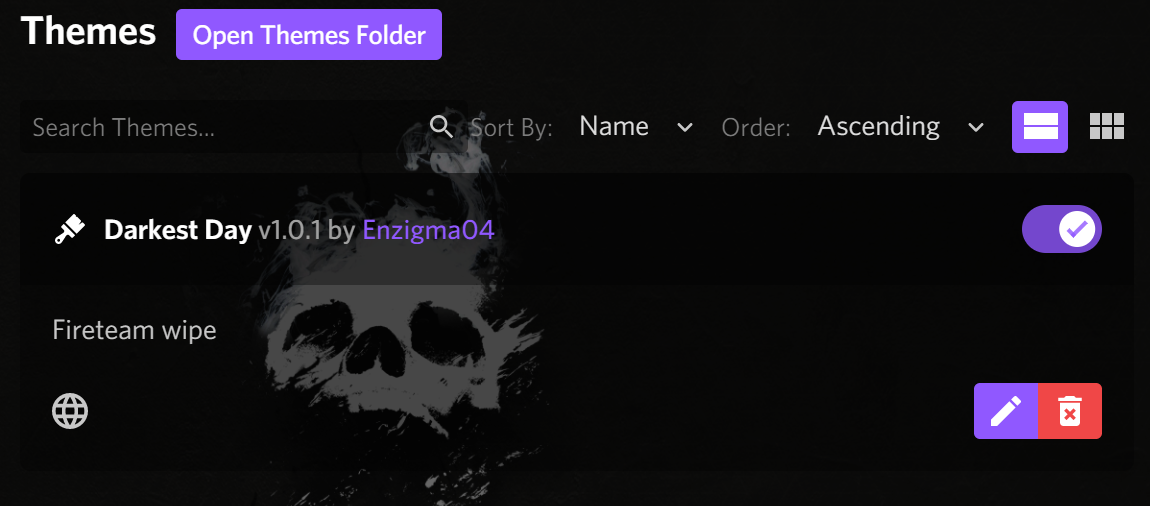 Themes Open Themes Folder
Search Themes... Sort By: Name Order: Ascending
Darkest Day v1.0.1 by Enzigma04
Fireteam wipe